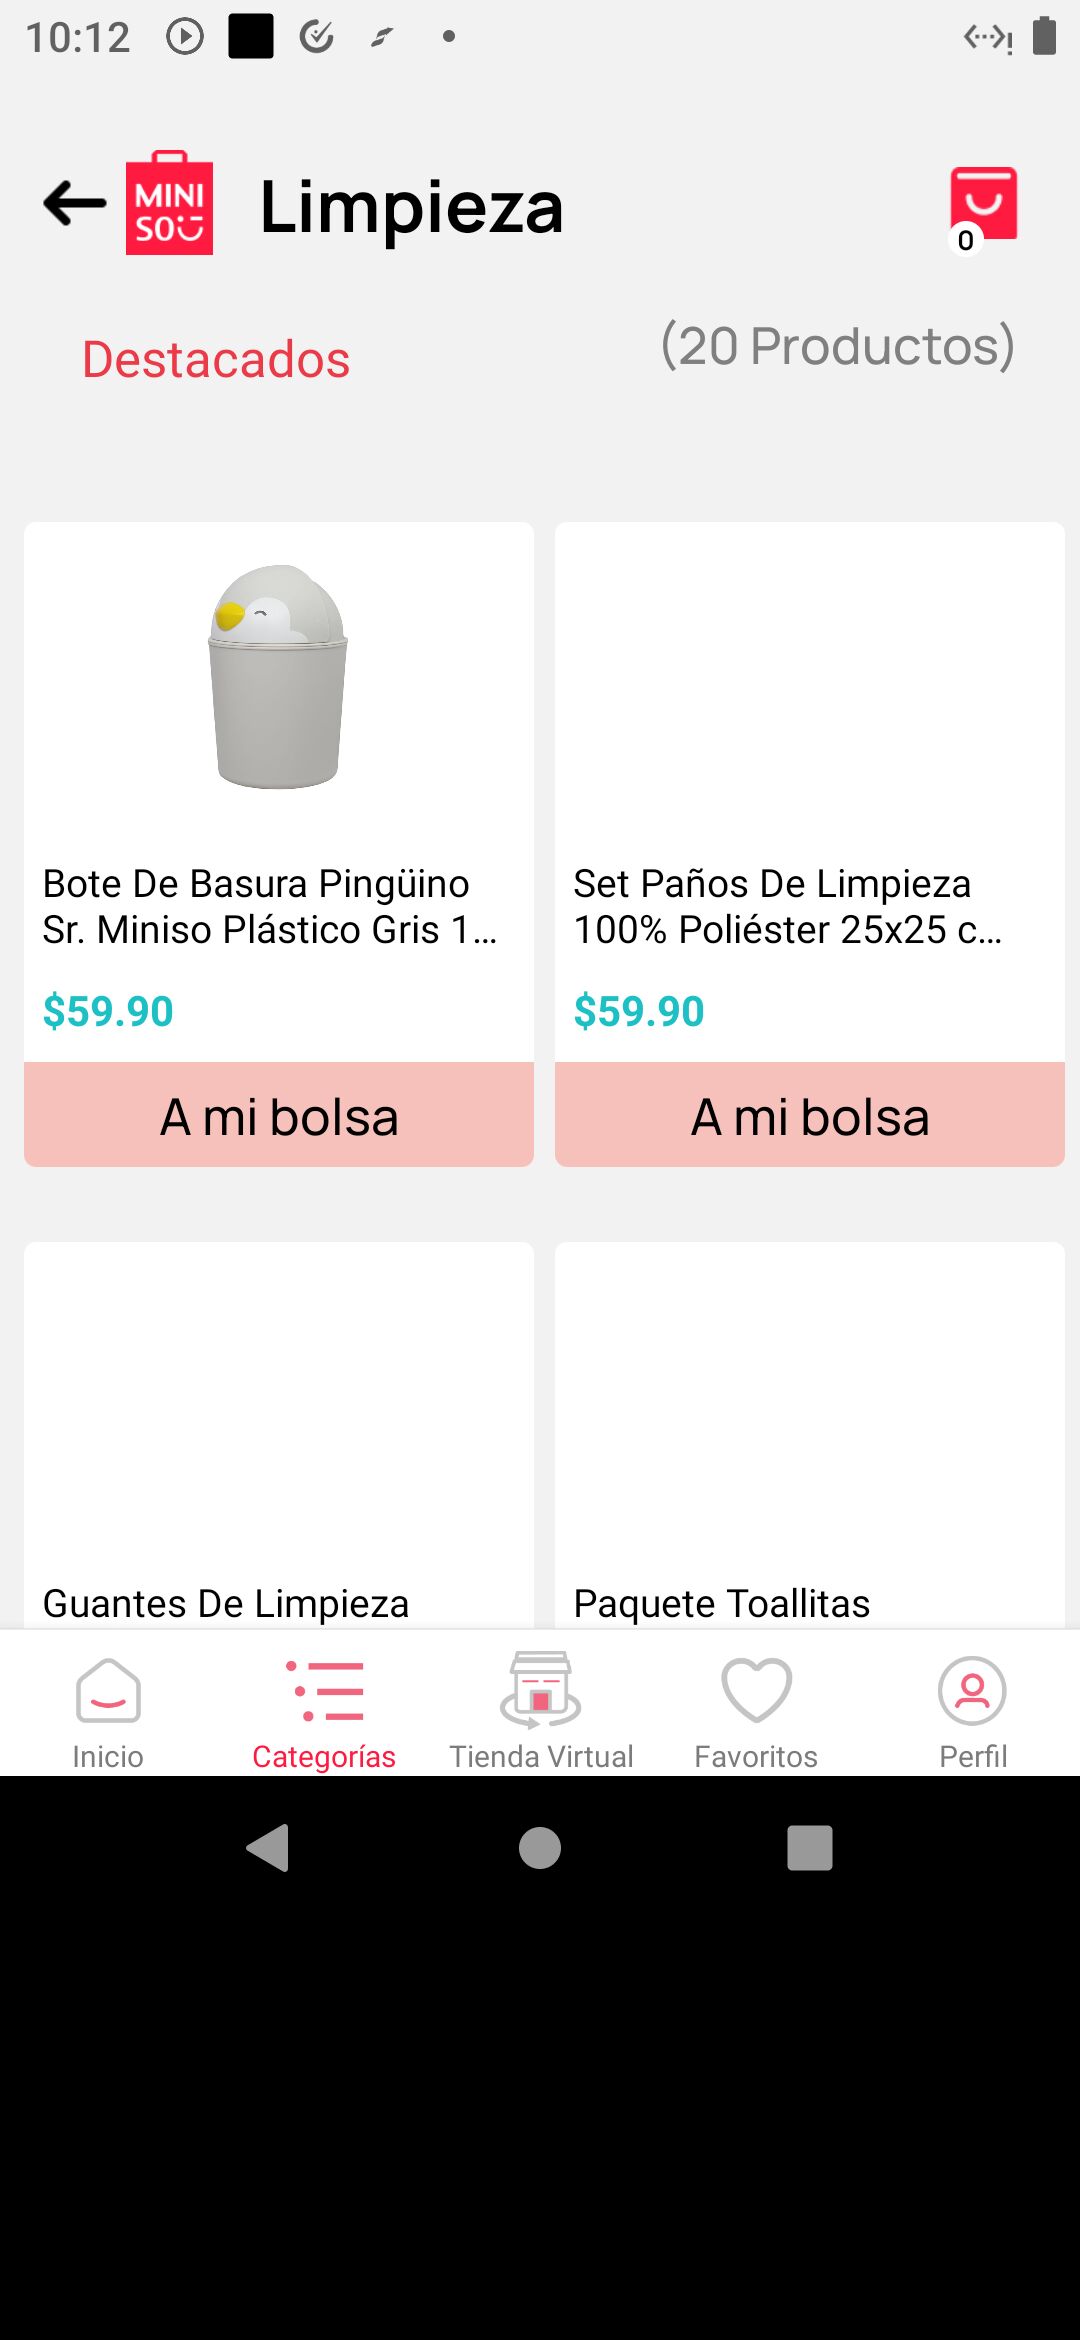 10:12
MINI
SO
Limpieza
0
Destacados
(20 Productos)
Bote De Basura Pingüino
Sr. Miniso Plástico Gris 1...
$59.90
A mi bolsa
Set Paños De Limpieza
100% Poliéster 25x25 c...
$59.90
A mi bolsa
Guantes De Limpieza
Paquete Toallitas
Inicio
Categorías
Tienda Virtual
Favoritos
Perfil